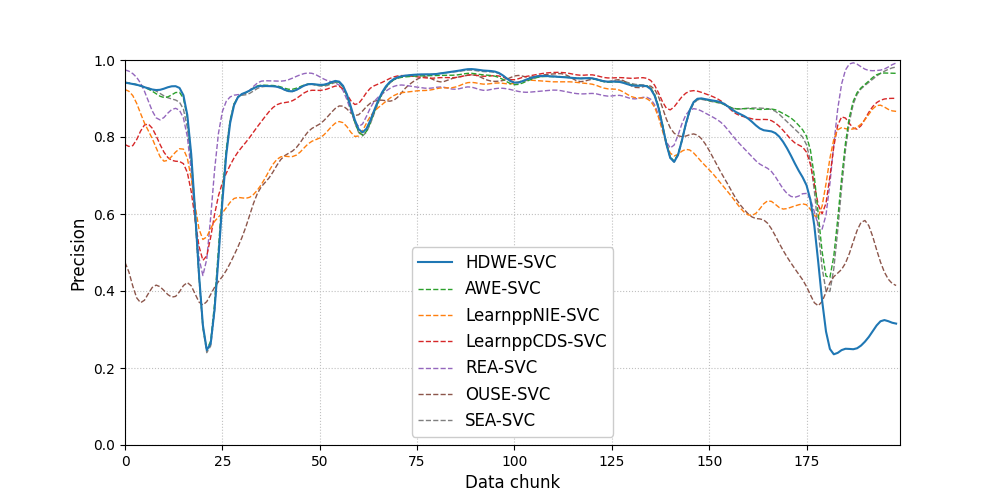 1.0
0.8
0.6
0.4
0.2
0.0
Precision
HDWE-SVC
AWE-SVC
LearnppNIE-SVC
LearnppCDS-SVC
REA-SVC
OUSE-SVC
SEA-SVC
0 25 50 75 100 125 150 175
Data chunk